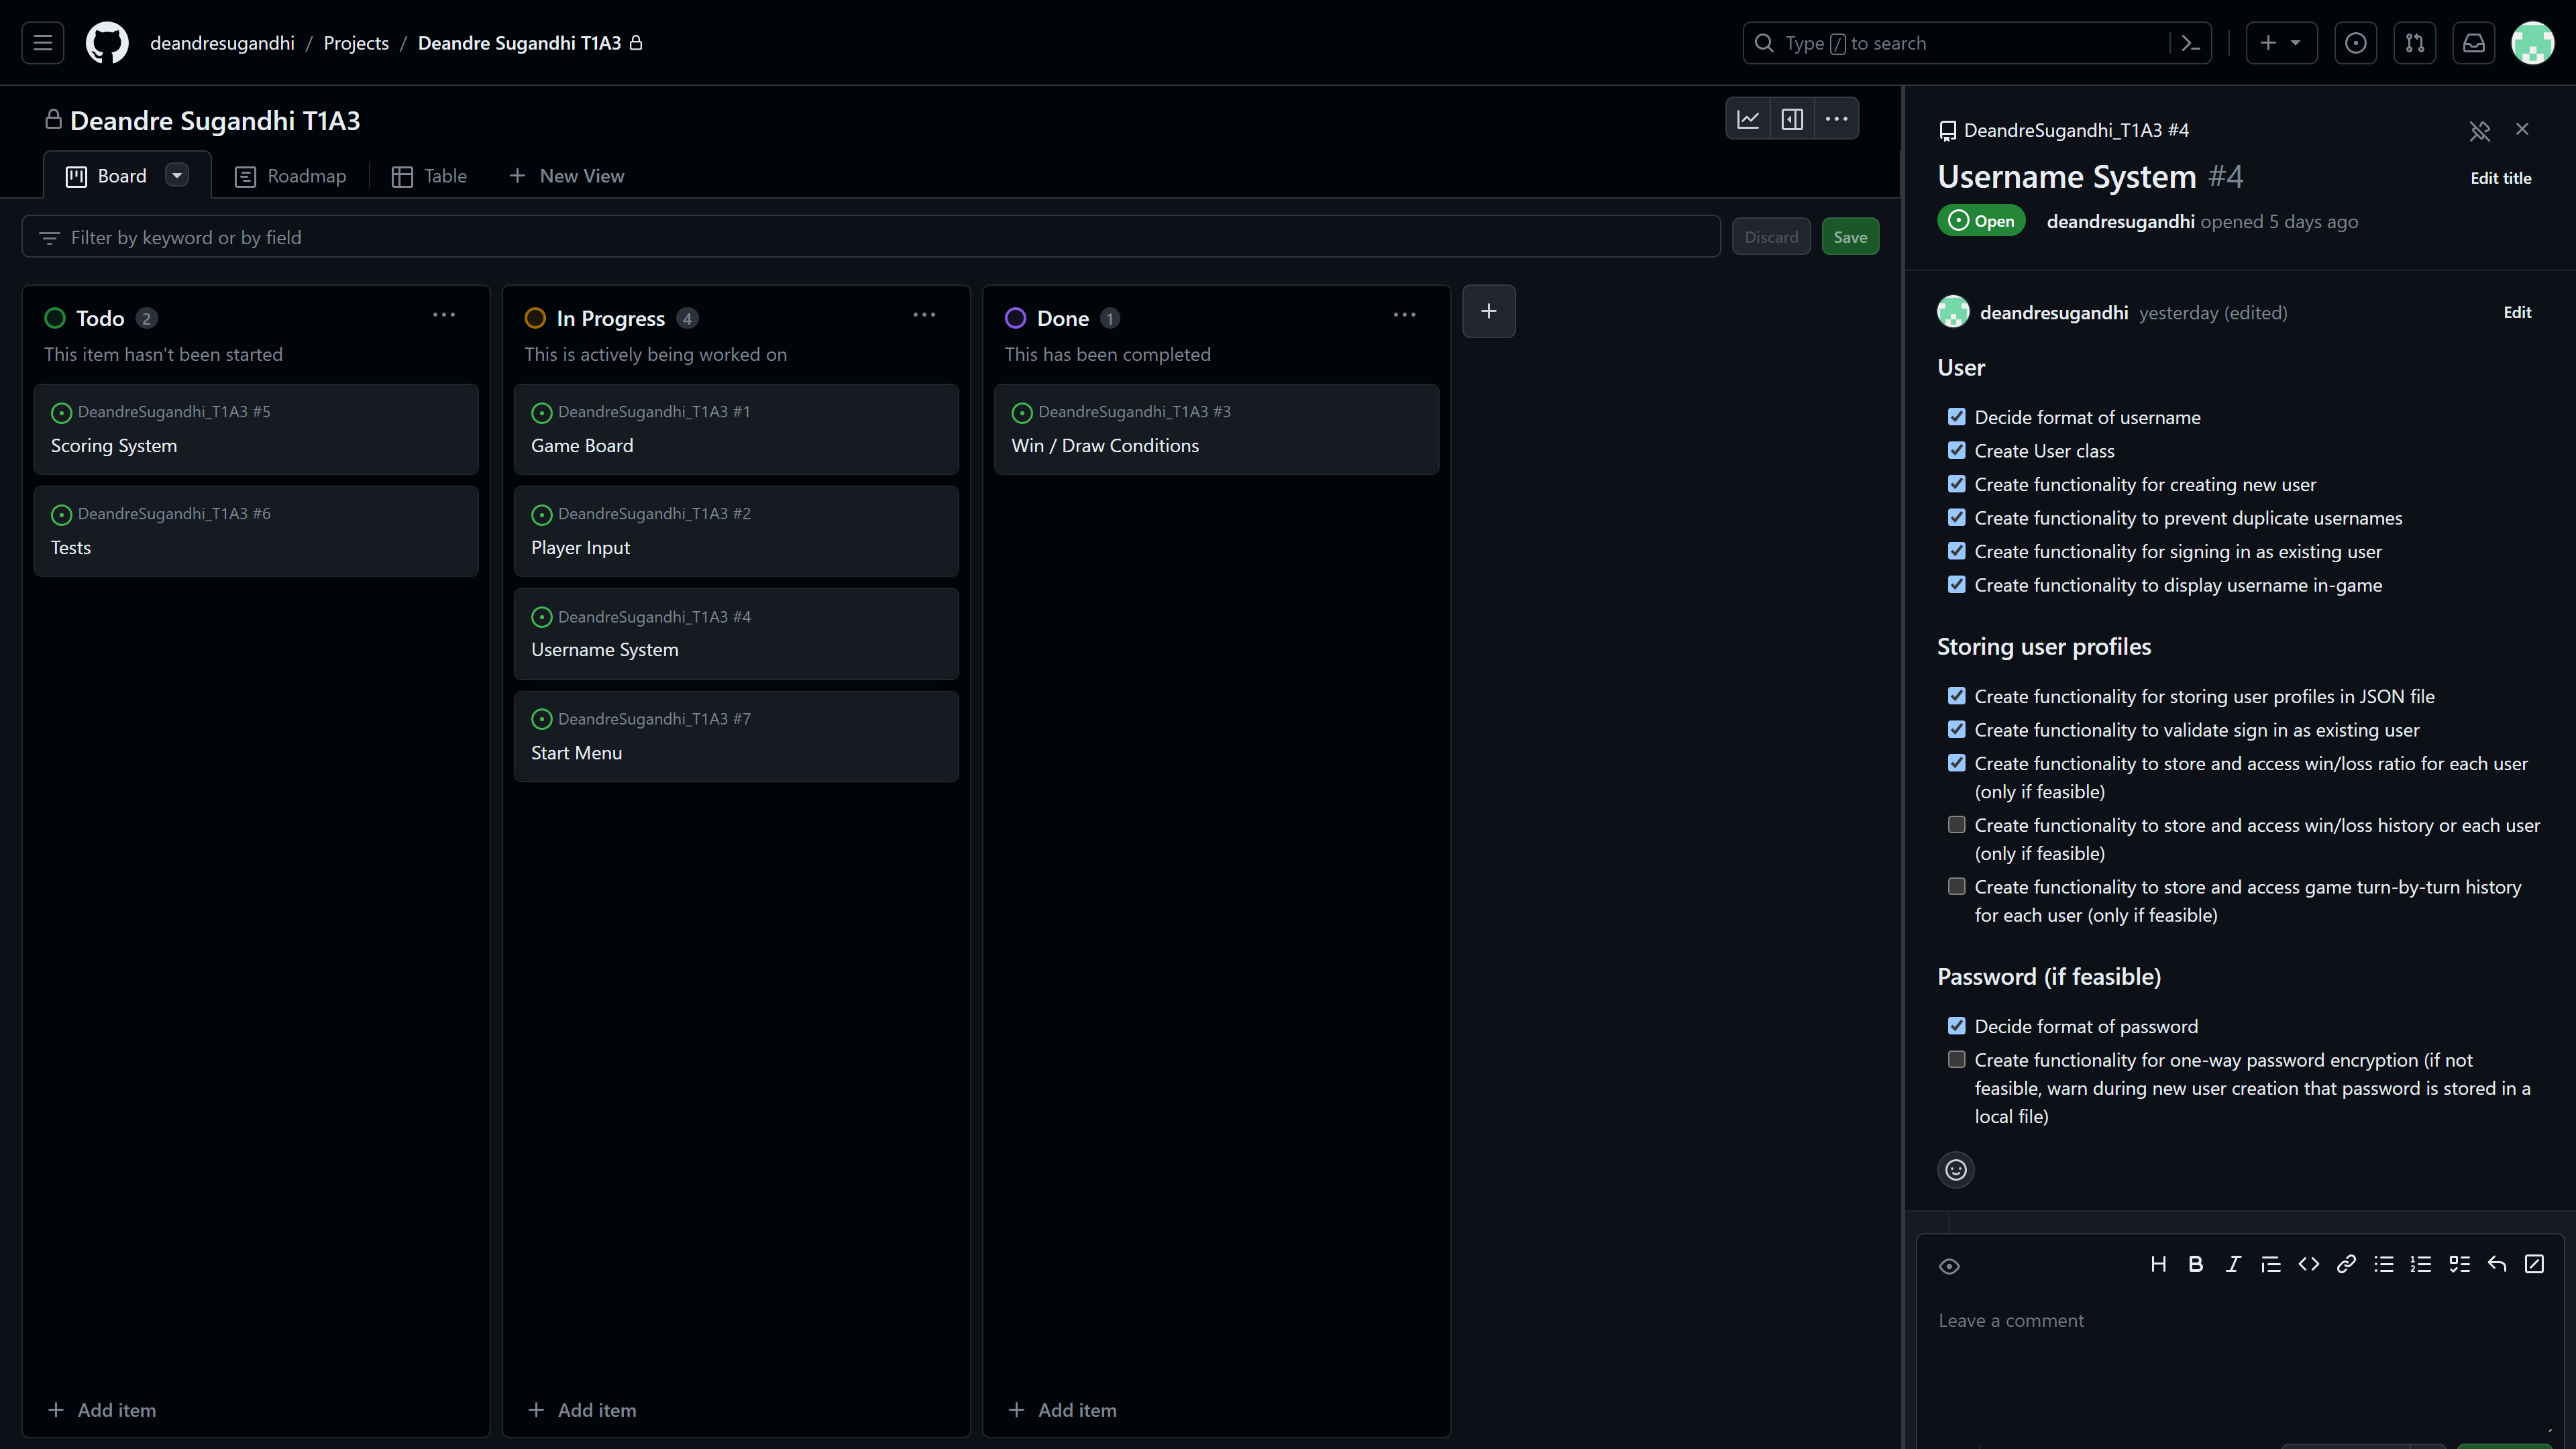 deandresugandhi / Projects / Deandre Sugandhi T1A3
Type / to search
Deandre Sugandhi T1A3
Board
Roadmap
Table
New View
Filter by keyword or by field
Discard
Save
Todo 2
This item hasn't been started
DeandreSugandhi_T1A3 #5
Scoring System
DeandreSugandhi_T1A3 #6
Tests
Add item
In Progress 4
This is actively being worked on
DeandreSugandhi_T1A3 #1
Game Board
DeandreSugandhi_T1A3 #2
Player Input
DeandreSugandhi_T1A3 #4
Username System
DeandreSugandhi_T1A3 #7
Start Menu
Add item
Done 1
This has been completed
DeandreSugandhi_T1A3 #3
Win / Draw Conditions
Add item
DeandreSugandhi_T1A3 #4
Username System #4
Edit title
Open
deandresugandhi opened 5 days ago
deandresugandhi yesterday (edited)
Edit
User
Decide format of username
Create User class
Create functionality for creating new user
Create functionality to prevent duplicate usernames
Create functionality for signing in as existing user
Create functionality to display username in-game
Storing user profiles
Create functionality for storing user profiles in JSON file
Create functionality to validate sign in as existing user
Create functionality to store and access win/loss ratio for each user
(only if feasible)
Create functionality to store and access win/loss history or each user
(only if feasible)
Create functionality to store and access game turn-by-turn history
for each user (only if feasible)
Password (if feasible)
Decide format of password
Create functionality for one-way password encryption (if not
feasible, warn during new user creation that password is stored in a
local file)
Leave a comment